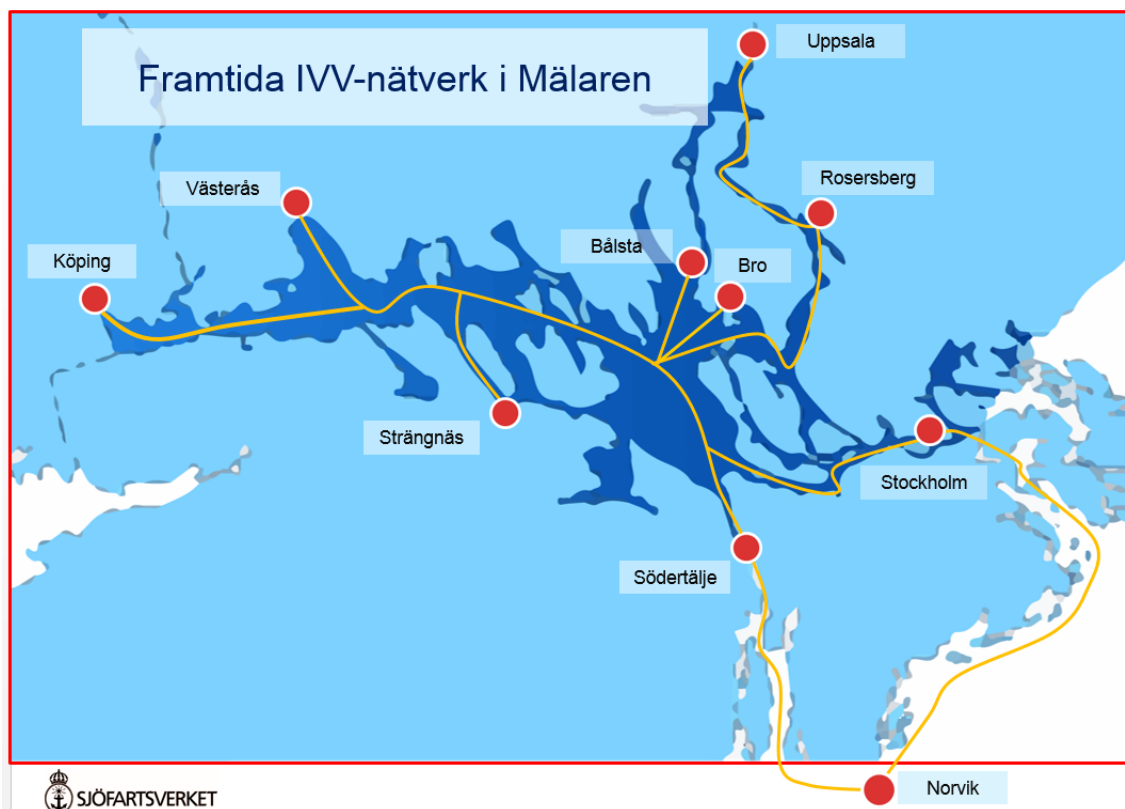 Framtida IVV-nätverk i Mälaren
Uppsala
Västerås
Rosersberg
Bålsta
Bro
Köping
Strängnäs
Stockholm
Södertälje
Norvik
SJÖFARTSVERKET